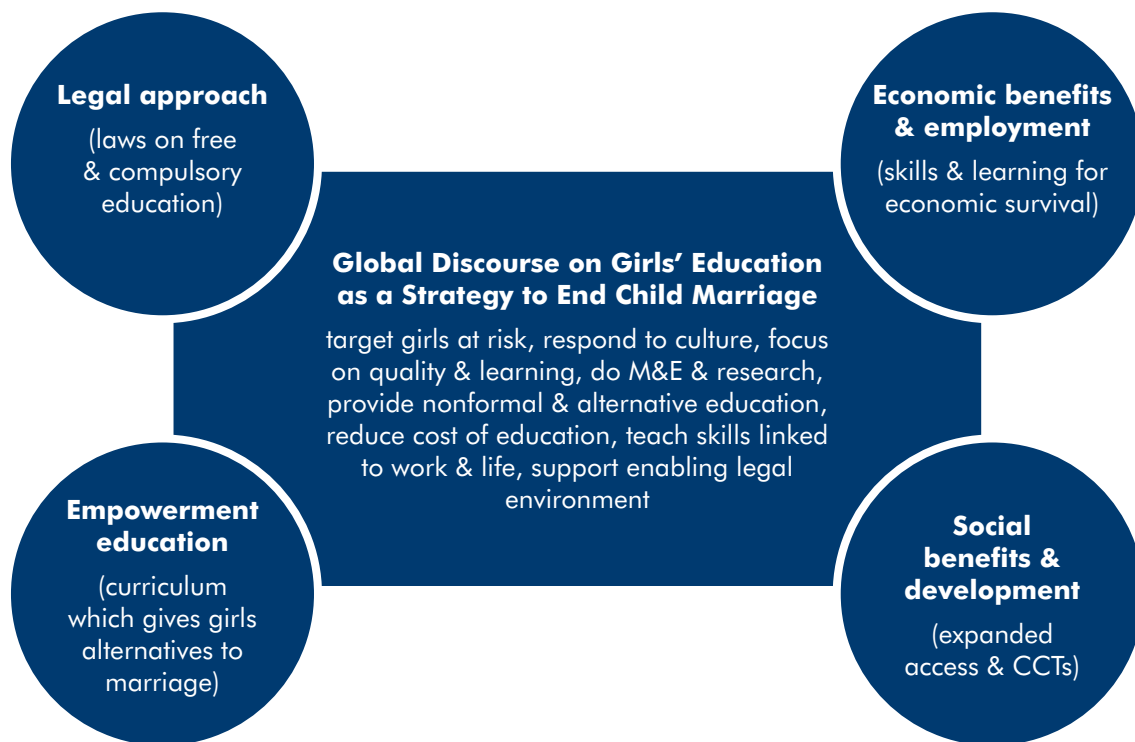 Legal approach
(laws on free
& compulsory
education)
Economic benefits
& employment
(skills & learning for
economic survival)
Global Discourse on Girls’ Education
as a Strategy to End Child Marriage
target girls at risk, respond to culture, focus
on quality & learning, do M&E & research,
provide nonformal & alternative education,
reduce cost of education, teach skills linked
to work & life, support enabling legal
environment
Empowerment
education
(curriculum
which gives girls
alternatives to
marriage)
Social
benefits &
development
(expanded
access & CCTs)